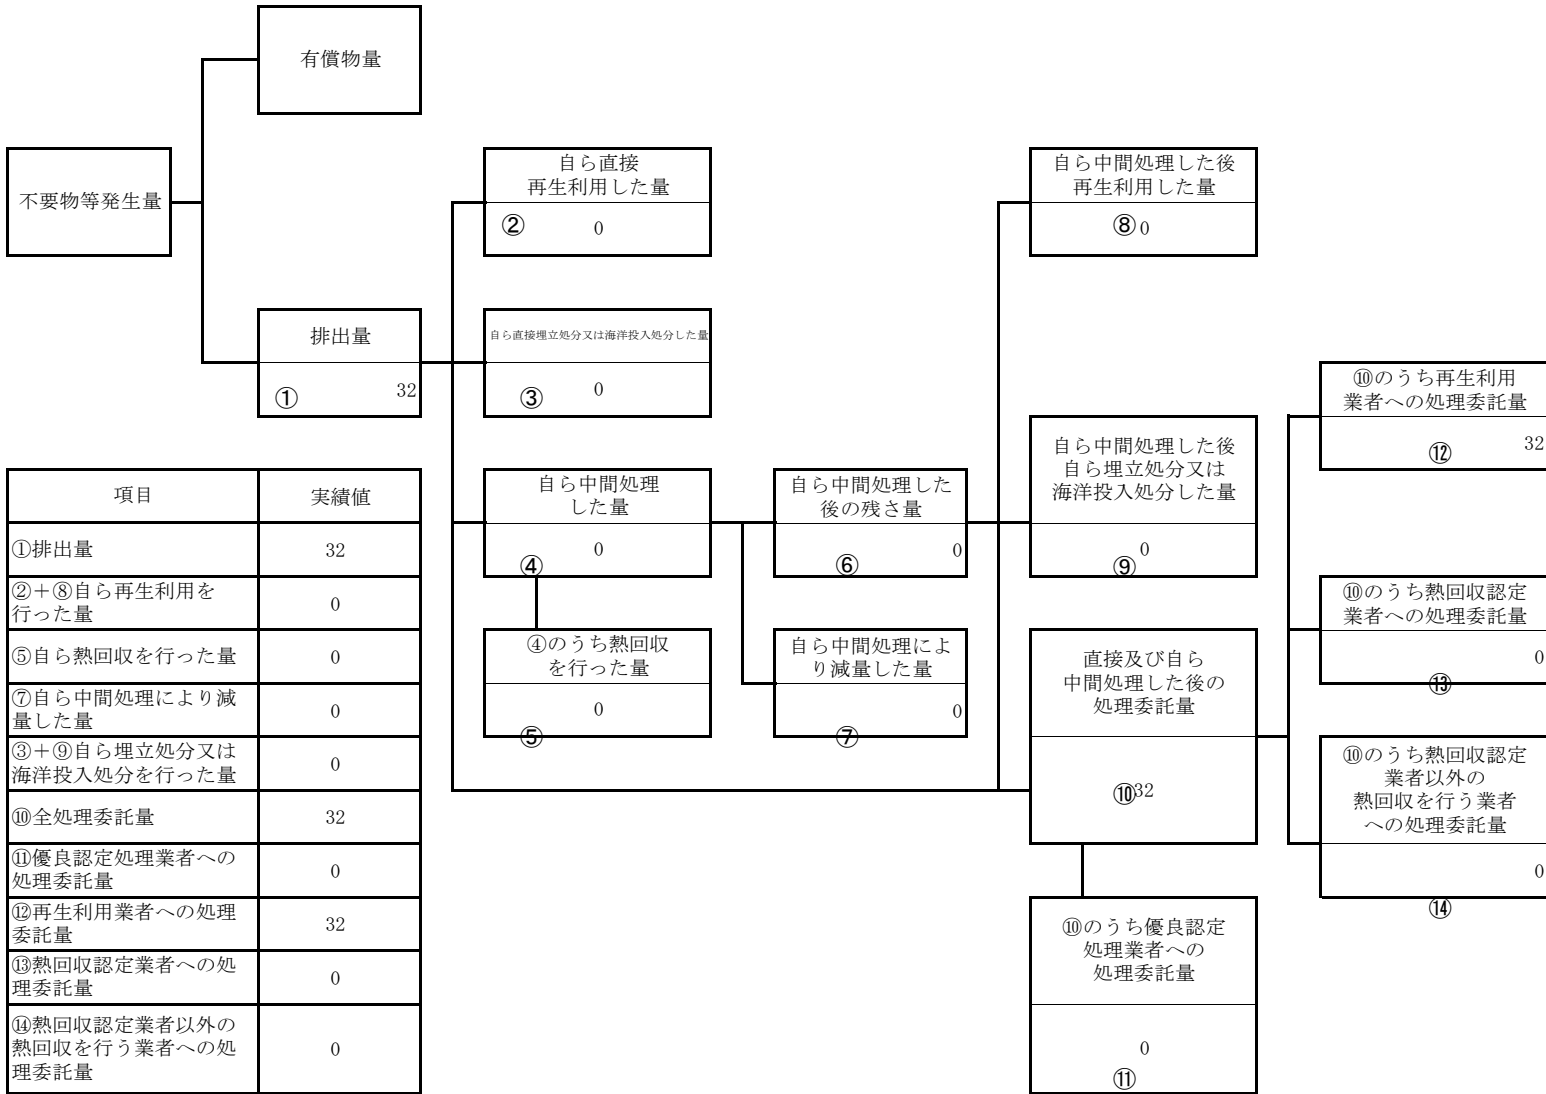 有償物量
不要物等発生量
自ら直接
再生利用した量
② 0
自ら中間処理した後
再生利用した量
⑧ 0
排出量
① 32
自ら直接埋立処分又は海洋投入処分した量
③ 0
⑩のうち再生利用
業者への処理委託量
⑫ 32
自ら中間処理した後
自ら埋立処分又は
海洋投入処分した量
⑨ 0
自ら中間処理
した量
④ 0
自ら中間処理した
後の残さ量
⑥ 0
⑩のうち熱回収認定
業者への処理委託量
⑬ 0
④のうち熱回収
を行った量
⑤ 0
自ら中間処理によ
り減量した量
⑦ 0
直接及び自ら
中間処理した後の
処理委託量
⑩ 32
⑩のうち熱回収認定
業者以外の
熱回収を行う業者
への処理委託量
⑭ 0
⑩のうち優良認定
処理業者への
処理委託量
⑪ 0
項目 実績値
①排出量 32
②+⑧自ら再生利用を
行った量 0
⑤自ら熱回収を行った量 0
⑦自ら中間処理により減
量した量 0
③+⑨自ら埋立処分又は
海洋投入処分を行った量 0
⑩全処理委託量 32
⑪優良認定処理業者への
処理委託量 0
⑫再生利用業者への処理
委託量 32
⑬熱回収認定業者への処
理委託量 0
⑭熱回収認定業者以外の
熱回収を行う業者への処
理委託量 0